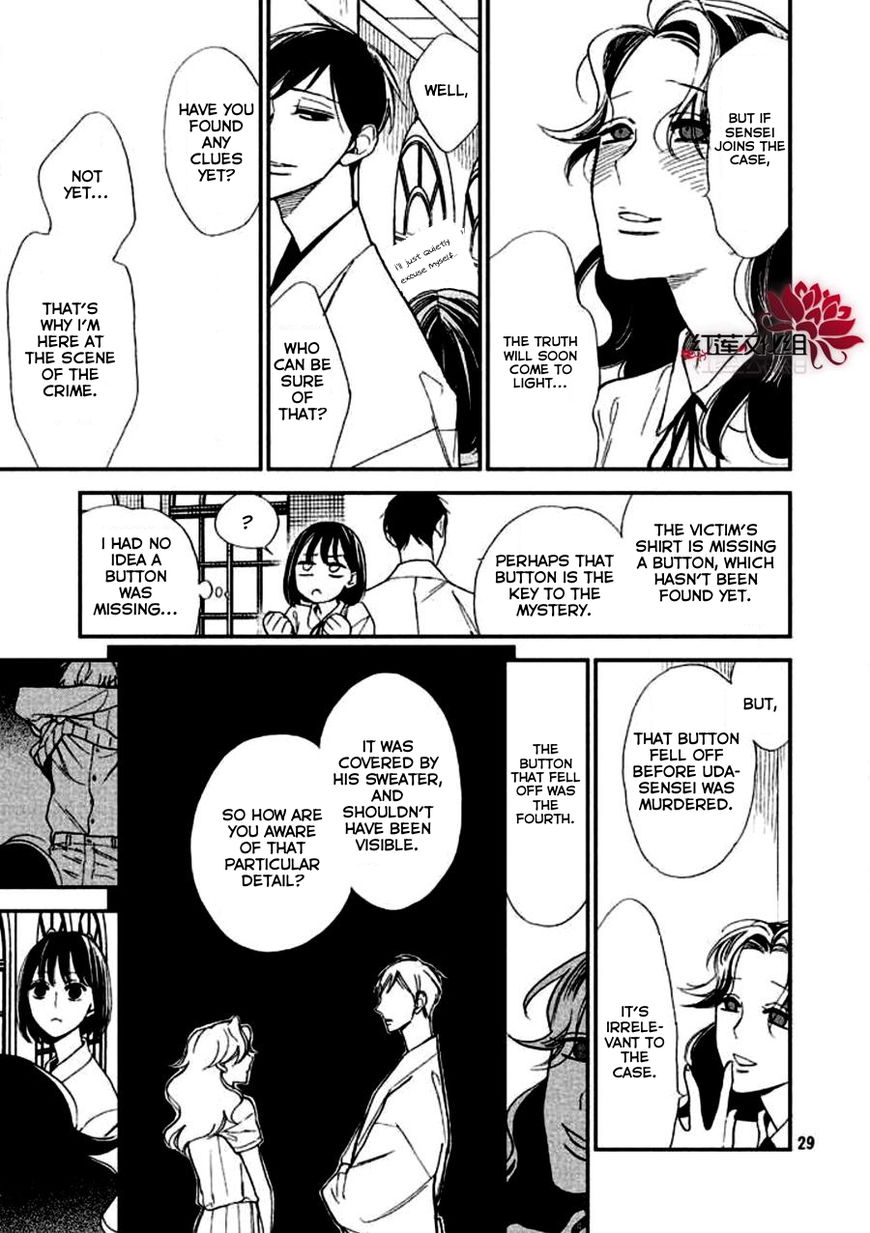 BUT IF
SENSEI
JOINS THE
CASE,
THE TRUTH
WILL SOON
COME TO
LIGHT...
WELL,
I'll just quietly
excuse myself...
WHO
CAN BE
SURE OF
THAT?
HAVE YOU
FOUND
ANY
CLUES
YET?
NOT
YET...
THAT'S
WHY I'M
HERE AT
THE SCENE
OF THE
CRIME.
THE VICTIM'S
SHIRT IS MISSING
A BUTTON, WHICH
HASN'T BEEN
FOUND YET.
PERHAPS THAT
BUTTON IS THE
KEY TO THE
MYSTERY.
?
I HAD NO
IDEA A
BUTTON
WAS
MISSING...
BUT,
THAT BUTTON
FELL OFF
BEFORE UDA-
SENSEI WAS
MURDERED.
IT'S
IRRELE-
VANT TO
THE
CASE.
THE
BUTTON
THAT FELL
OFF WAS
THE
FOURTH.
IT WAS
COVERED BY
HIS SWEATER,
AND
SHOULDN'T
HAVE BEEN
VISIBLE.
SO HOW ARE
YOU AWARE
OF THAT
PARTICULAR
DETAIL?
红莲汉化组
29